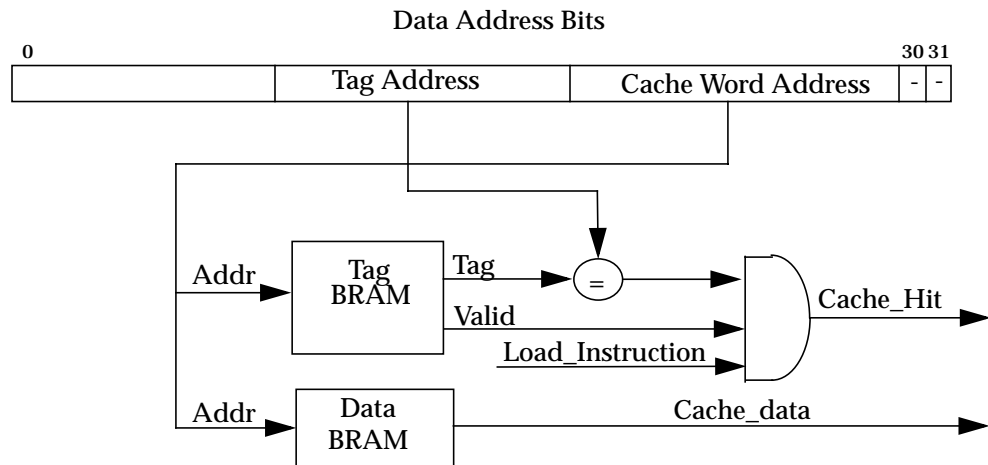 Data Address Bits
0 30 31
Tag Address Cache Word Address - -
Addr
Tag
BRAM
Tag
=
Valid
Load_Instruction
Cache_Hit
Addr
Data
BRAM
Cache_data